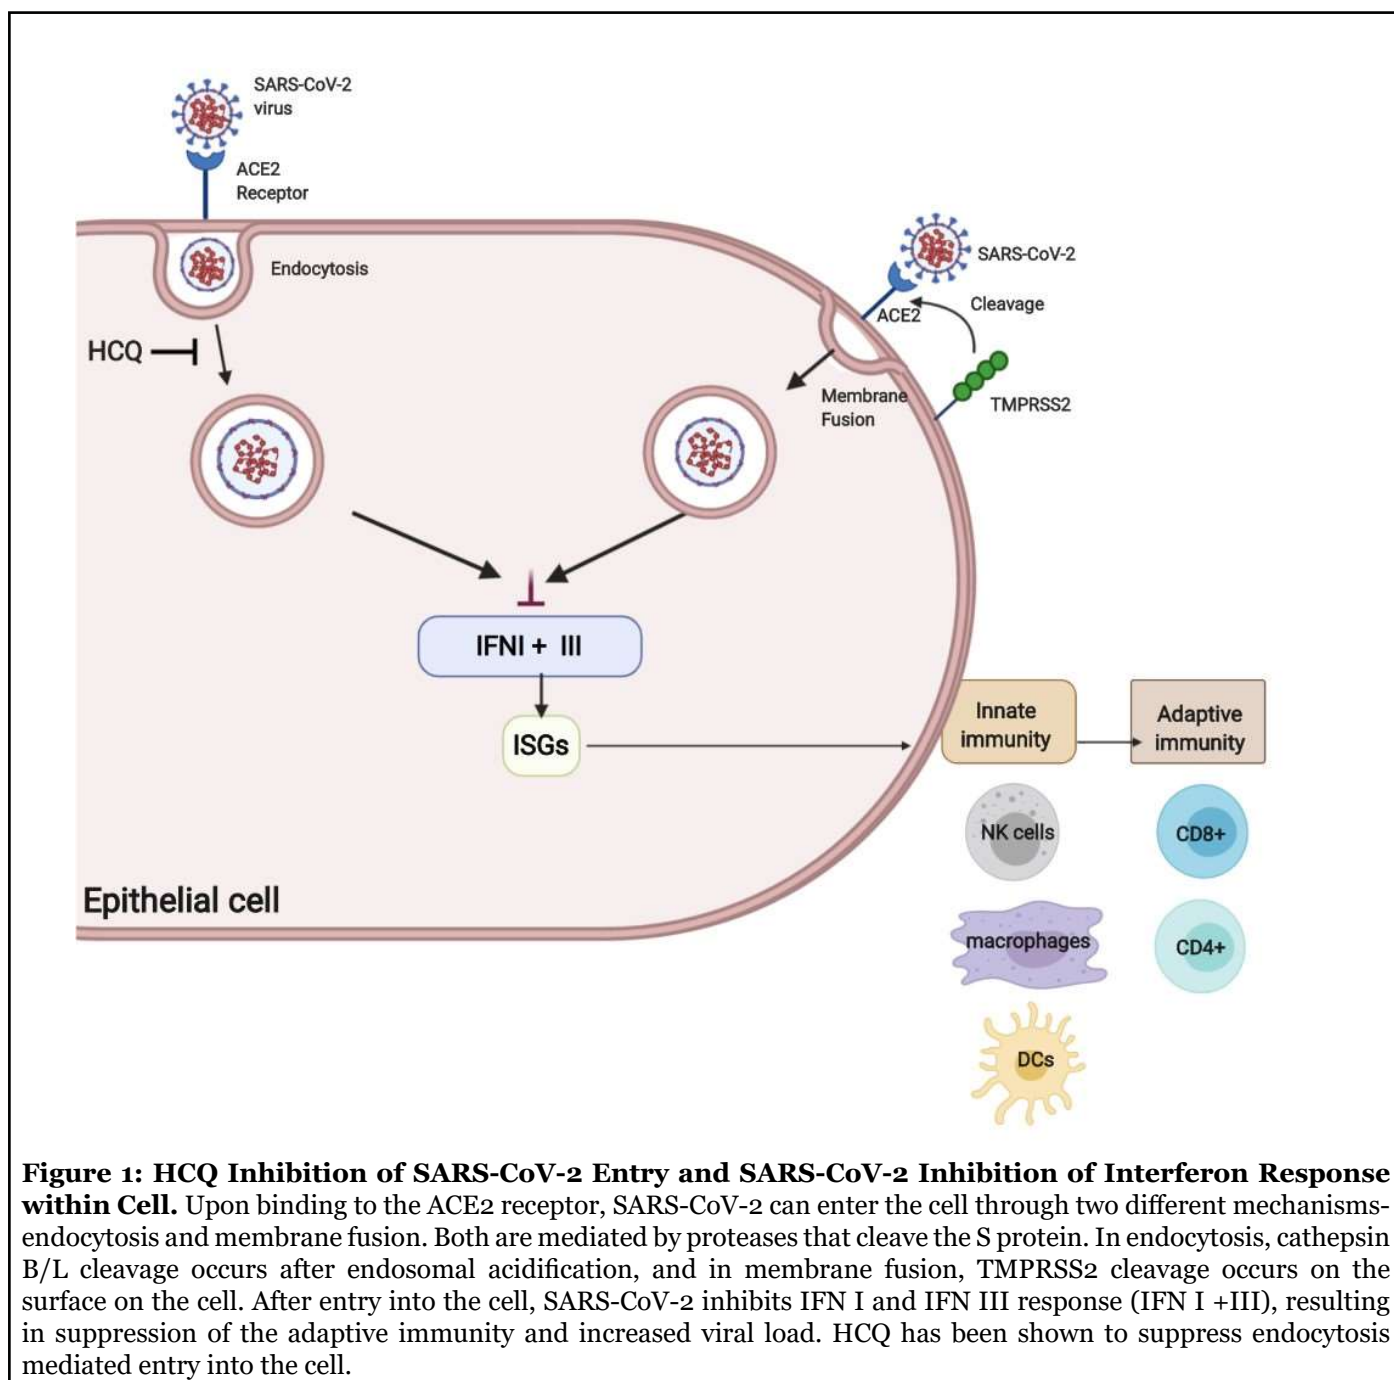 SARS-CoV-2
virus
ACE2
Receptor
Endocytosis
HCQ
SARS-CoV-2
Cleavage
ACE2
Membrane
Fusion
TMPRSS2
IFNI + III
ISGs
Innate
immunity
Adaptive
immunity
NK cells
CD8+
macrophages
CD4+
DCs
Epithelial cell
Figure 1: HCQ Inhibition of SARS-CoV-2 Entry and SARS-CoV-2 Inhibition of Interferon Response
within Cell. Upon binding to the ACE2 receptor, SARS-CoV-2 can enter the cell through two different mechanisms-
endocytosis and membrane fusion. Both are mediated by proteases that cleave the S protein. In endocytosis, cathepsin
B/L cleavage occurs after endosomal acidification, and in membrane fusion, TMPRSS2 cleavage occurs on the
surface on the cell. After entry into the cell, SARS-CoV-2 inhibits IFN I and IFN III response (IFN I +III), resulting
in suppression of the adaptive immunity and increased viral load. HCQ has been shown to suppress endocytosis
mediated entry into the cell.